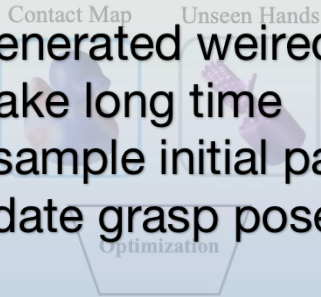 Contact Map Unseen Hands
enerated weired
ake long time
sample initial pa
date grasp pose
Optimization